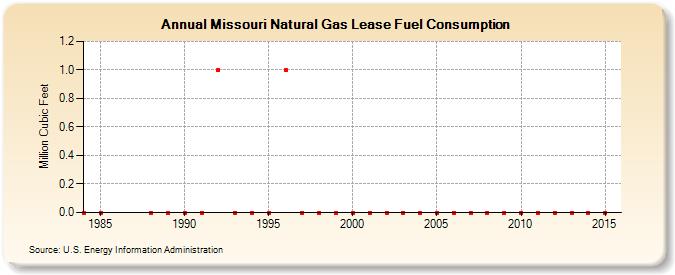 Annual Missouri Natural Gas Lease Fuel Consumption
Million Cubic Feet
1.2
1.0
0.8
0.6
0.4
0.2
0.0
1985 1990 1995 2000 2005 2010 2015
Source: U.S. Energy Information Administration